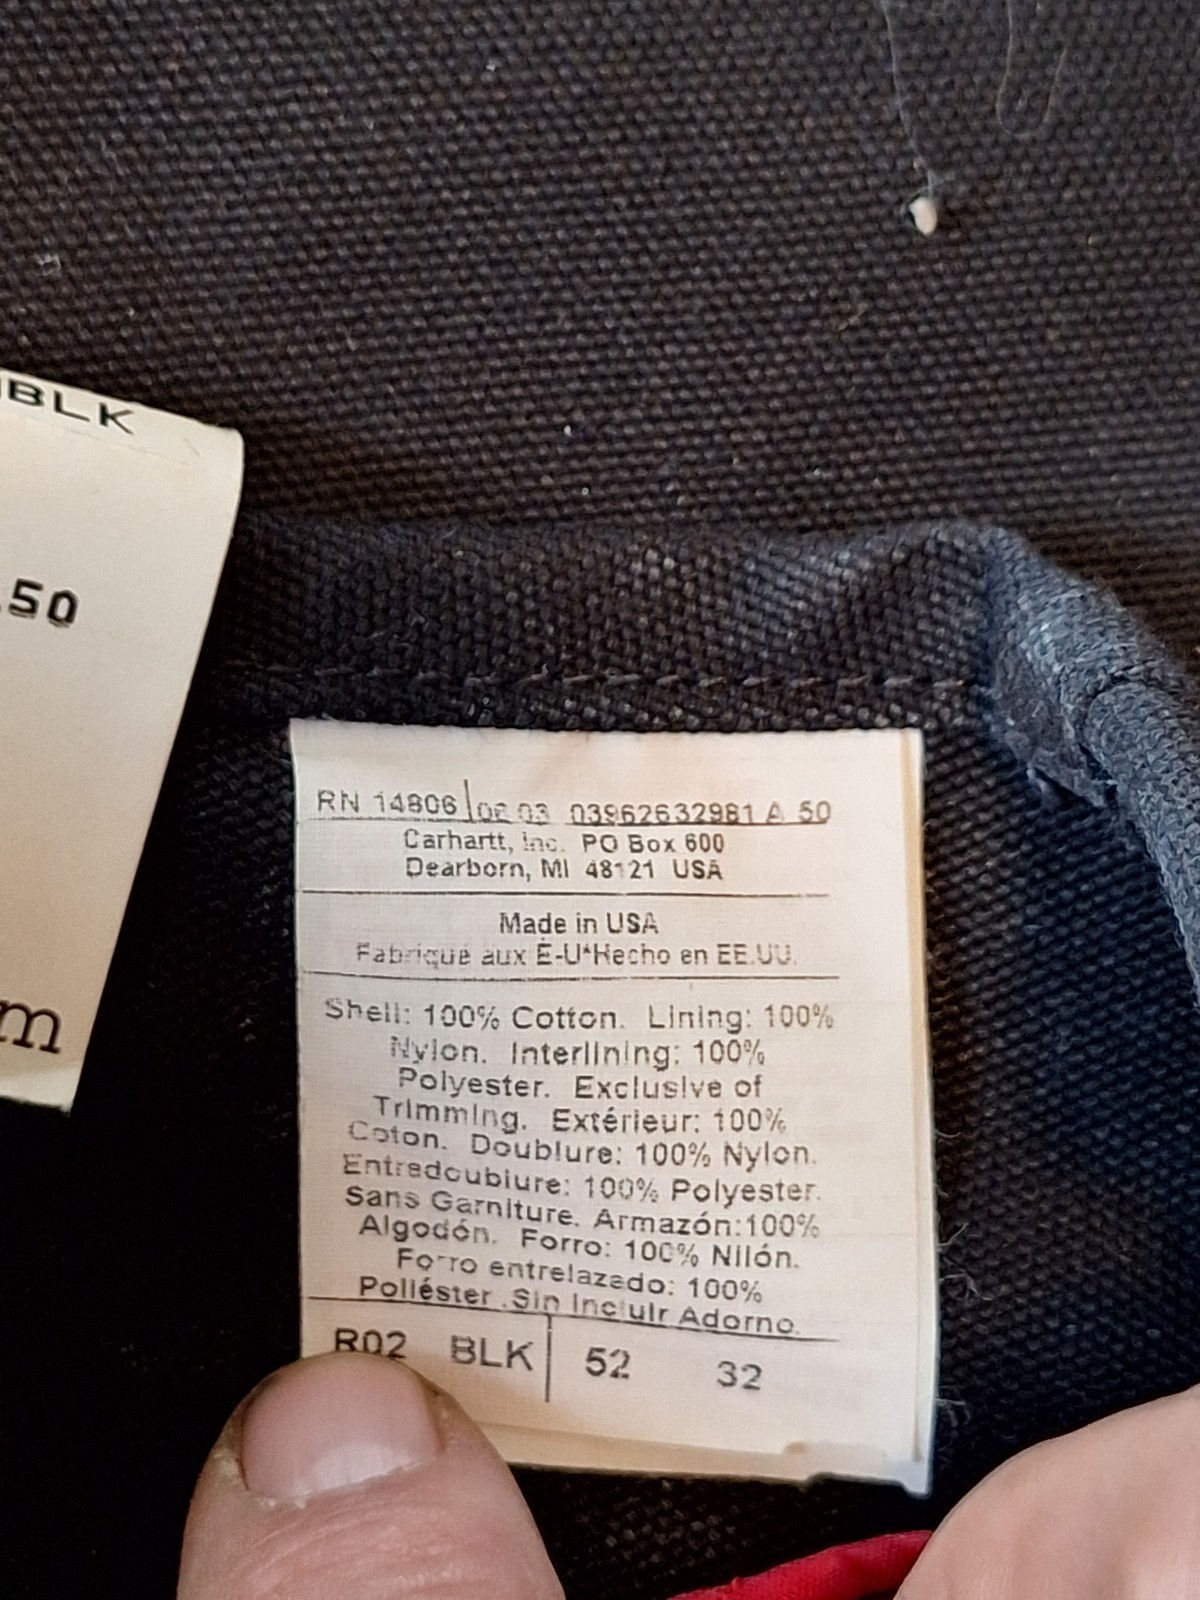 BLK
.50
m
RN 14806 06 03 03962632981 A 50
Carhartt, Inc. PO Box 600
Dearborn, MI 48121 USA
Made in USA
Fabriqué aux É-U*Hecho en EE.UU.
Shell: 100% Cotton. Lining: 100%
Nylon. Interlining: 100%
Polyester. Exclusive of
Trimming. Extérieur: 100%
Coton. Doublure: 100% Nylon.
Entredoublure: 100% Polyester.
Sans Garniture. Armazón:100%
Algodón. Forro: 100% Nilón.
Forro entrelazado: 100%
Poliéster .Sin Incluir Adorno.
R02 BLK 52 32